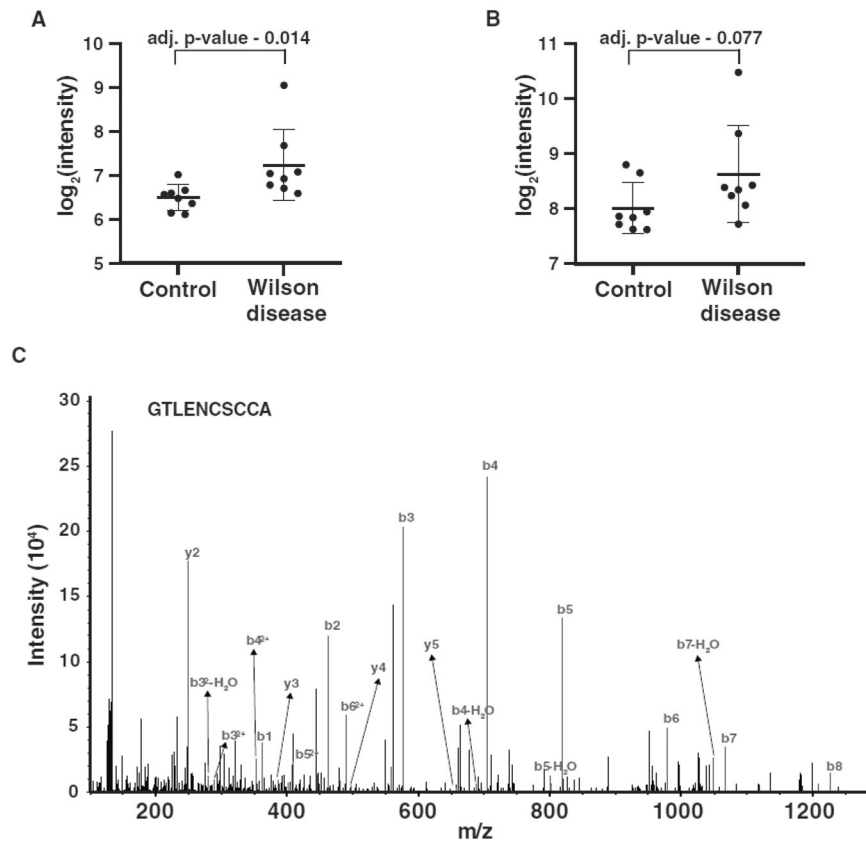 A
adj. p-value - 0.014
10
9
8
7
6
5
log₂(intensity)
Control
Wilson
disease
B
adj. p-value - 0.077
11
10
9
8
7
log₂(intensity)
Control
Wilson
disease
C
GTLENCSCCA
Intensity (10⁴)
30
25
20
15
10
5
0
y2
b3²-H₂O
b3²⁺
b4²⁺
b1
y3
b5²⁺
b2
b6²⁺
y4
b3
y5
b4-H₂O
b4
b5-H₂O
b5
b6
b7-H₂O
b7
b8
200
400
600
800
1000
1200
m/z